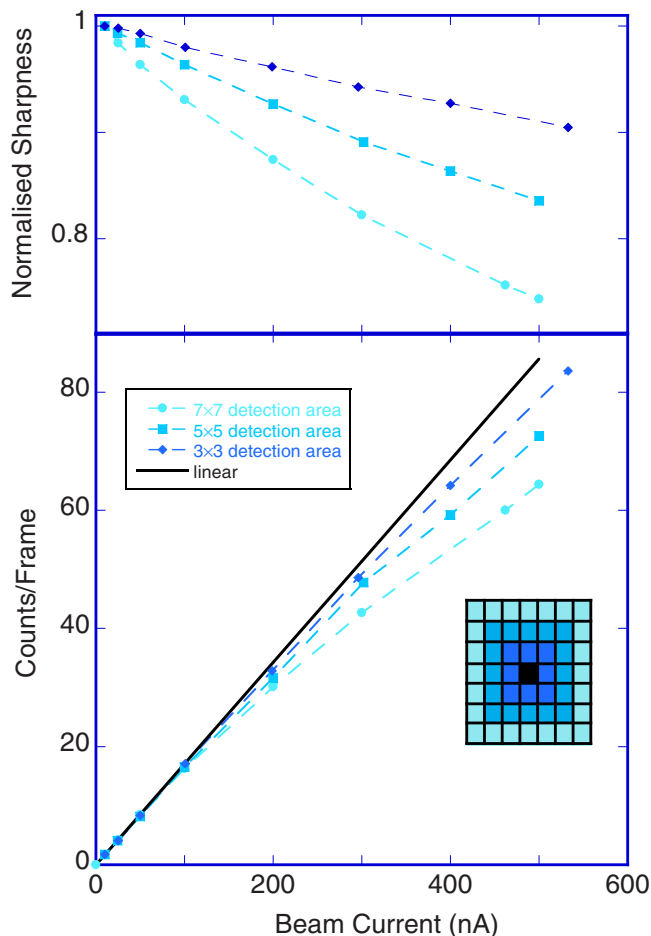 1
Normalised Sharpness
0.8
80
7×7 detection area
5×5 detection area
3×3 detection area
linear
60
Counts/Frame
40
20
0
0 200 400 600
Beam Current (nA)